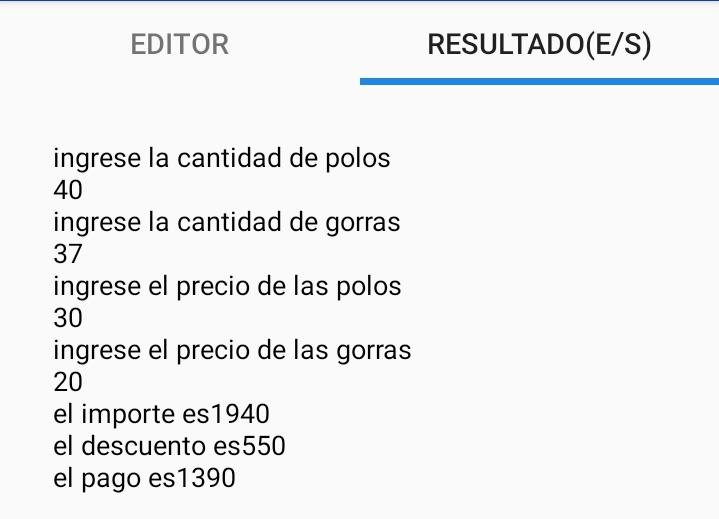 EDITOR RESULTADO(E/S)
ingrese la cantidad de polos
40
ingrese la cantidad de gorras
37
ingrese el precio de las polos
30
ingrese el precio de las gorras
20
el importe es1940
el descuento es550
el pago es1390